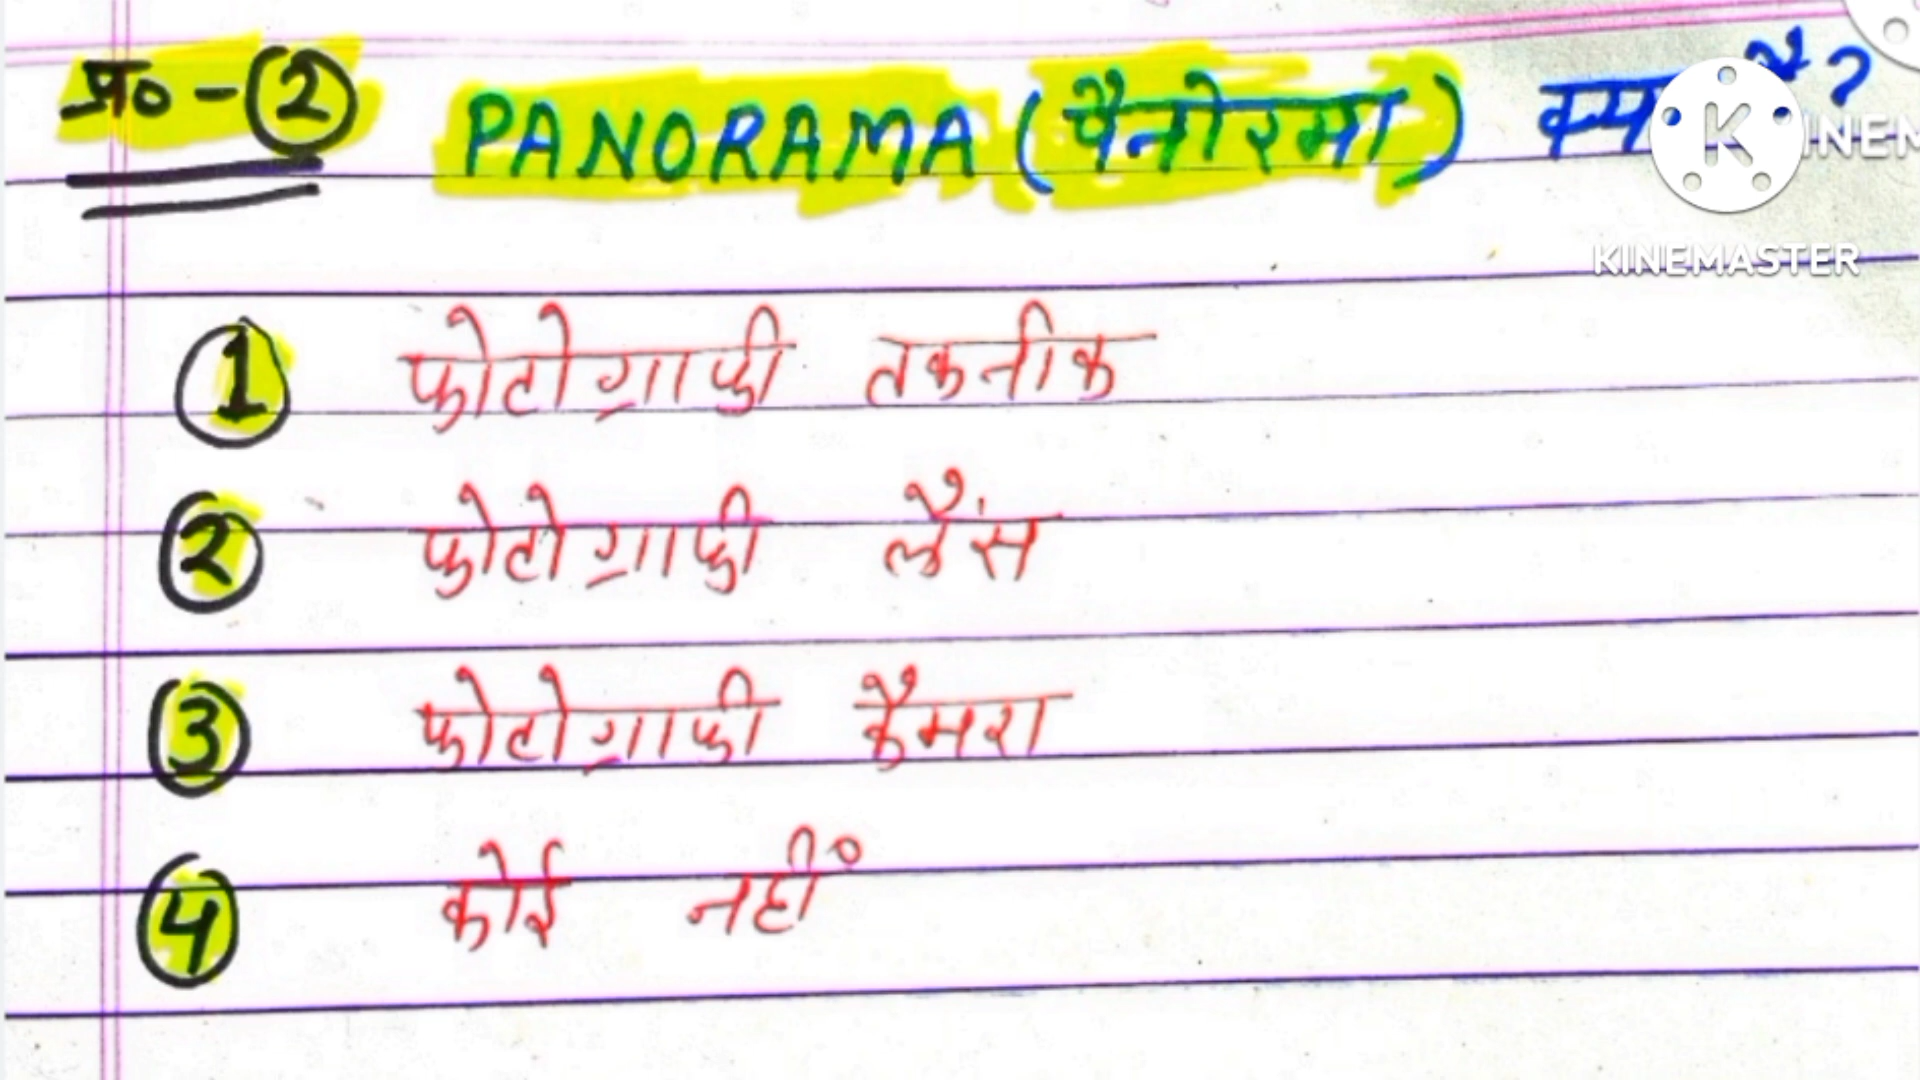 प्र० - 2 PANORAMA (पैनोरमा) क्या है?
KINEMASTER
1 फोटोग्राफी तकनीक
2 फोटोग्राफी लैंस
3 फोटोग्राफी कैमरा
4 कोई नहीं